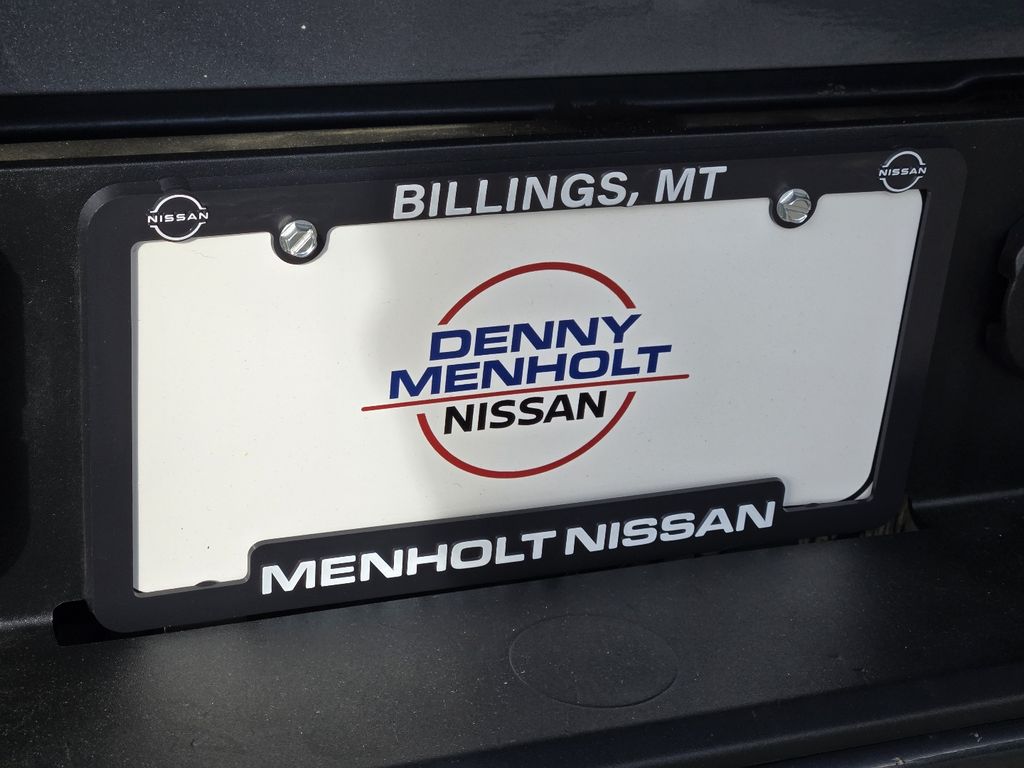 BILLINGS, MT
NISSAN
NISSAN
DENNY
MENHOLT
NISSAN
MENHOLT NISSAN